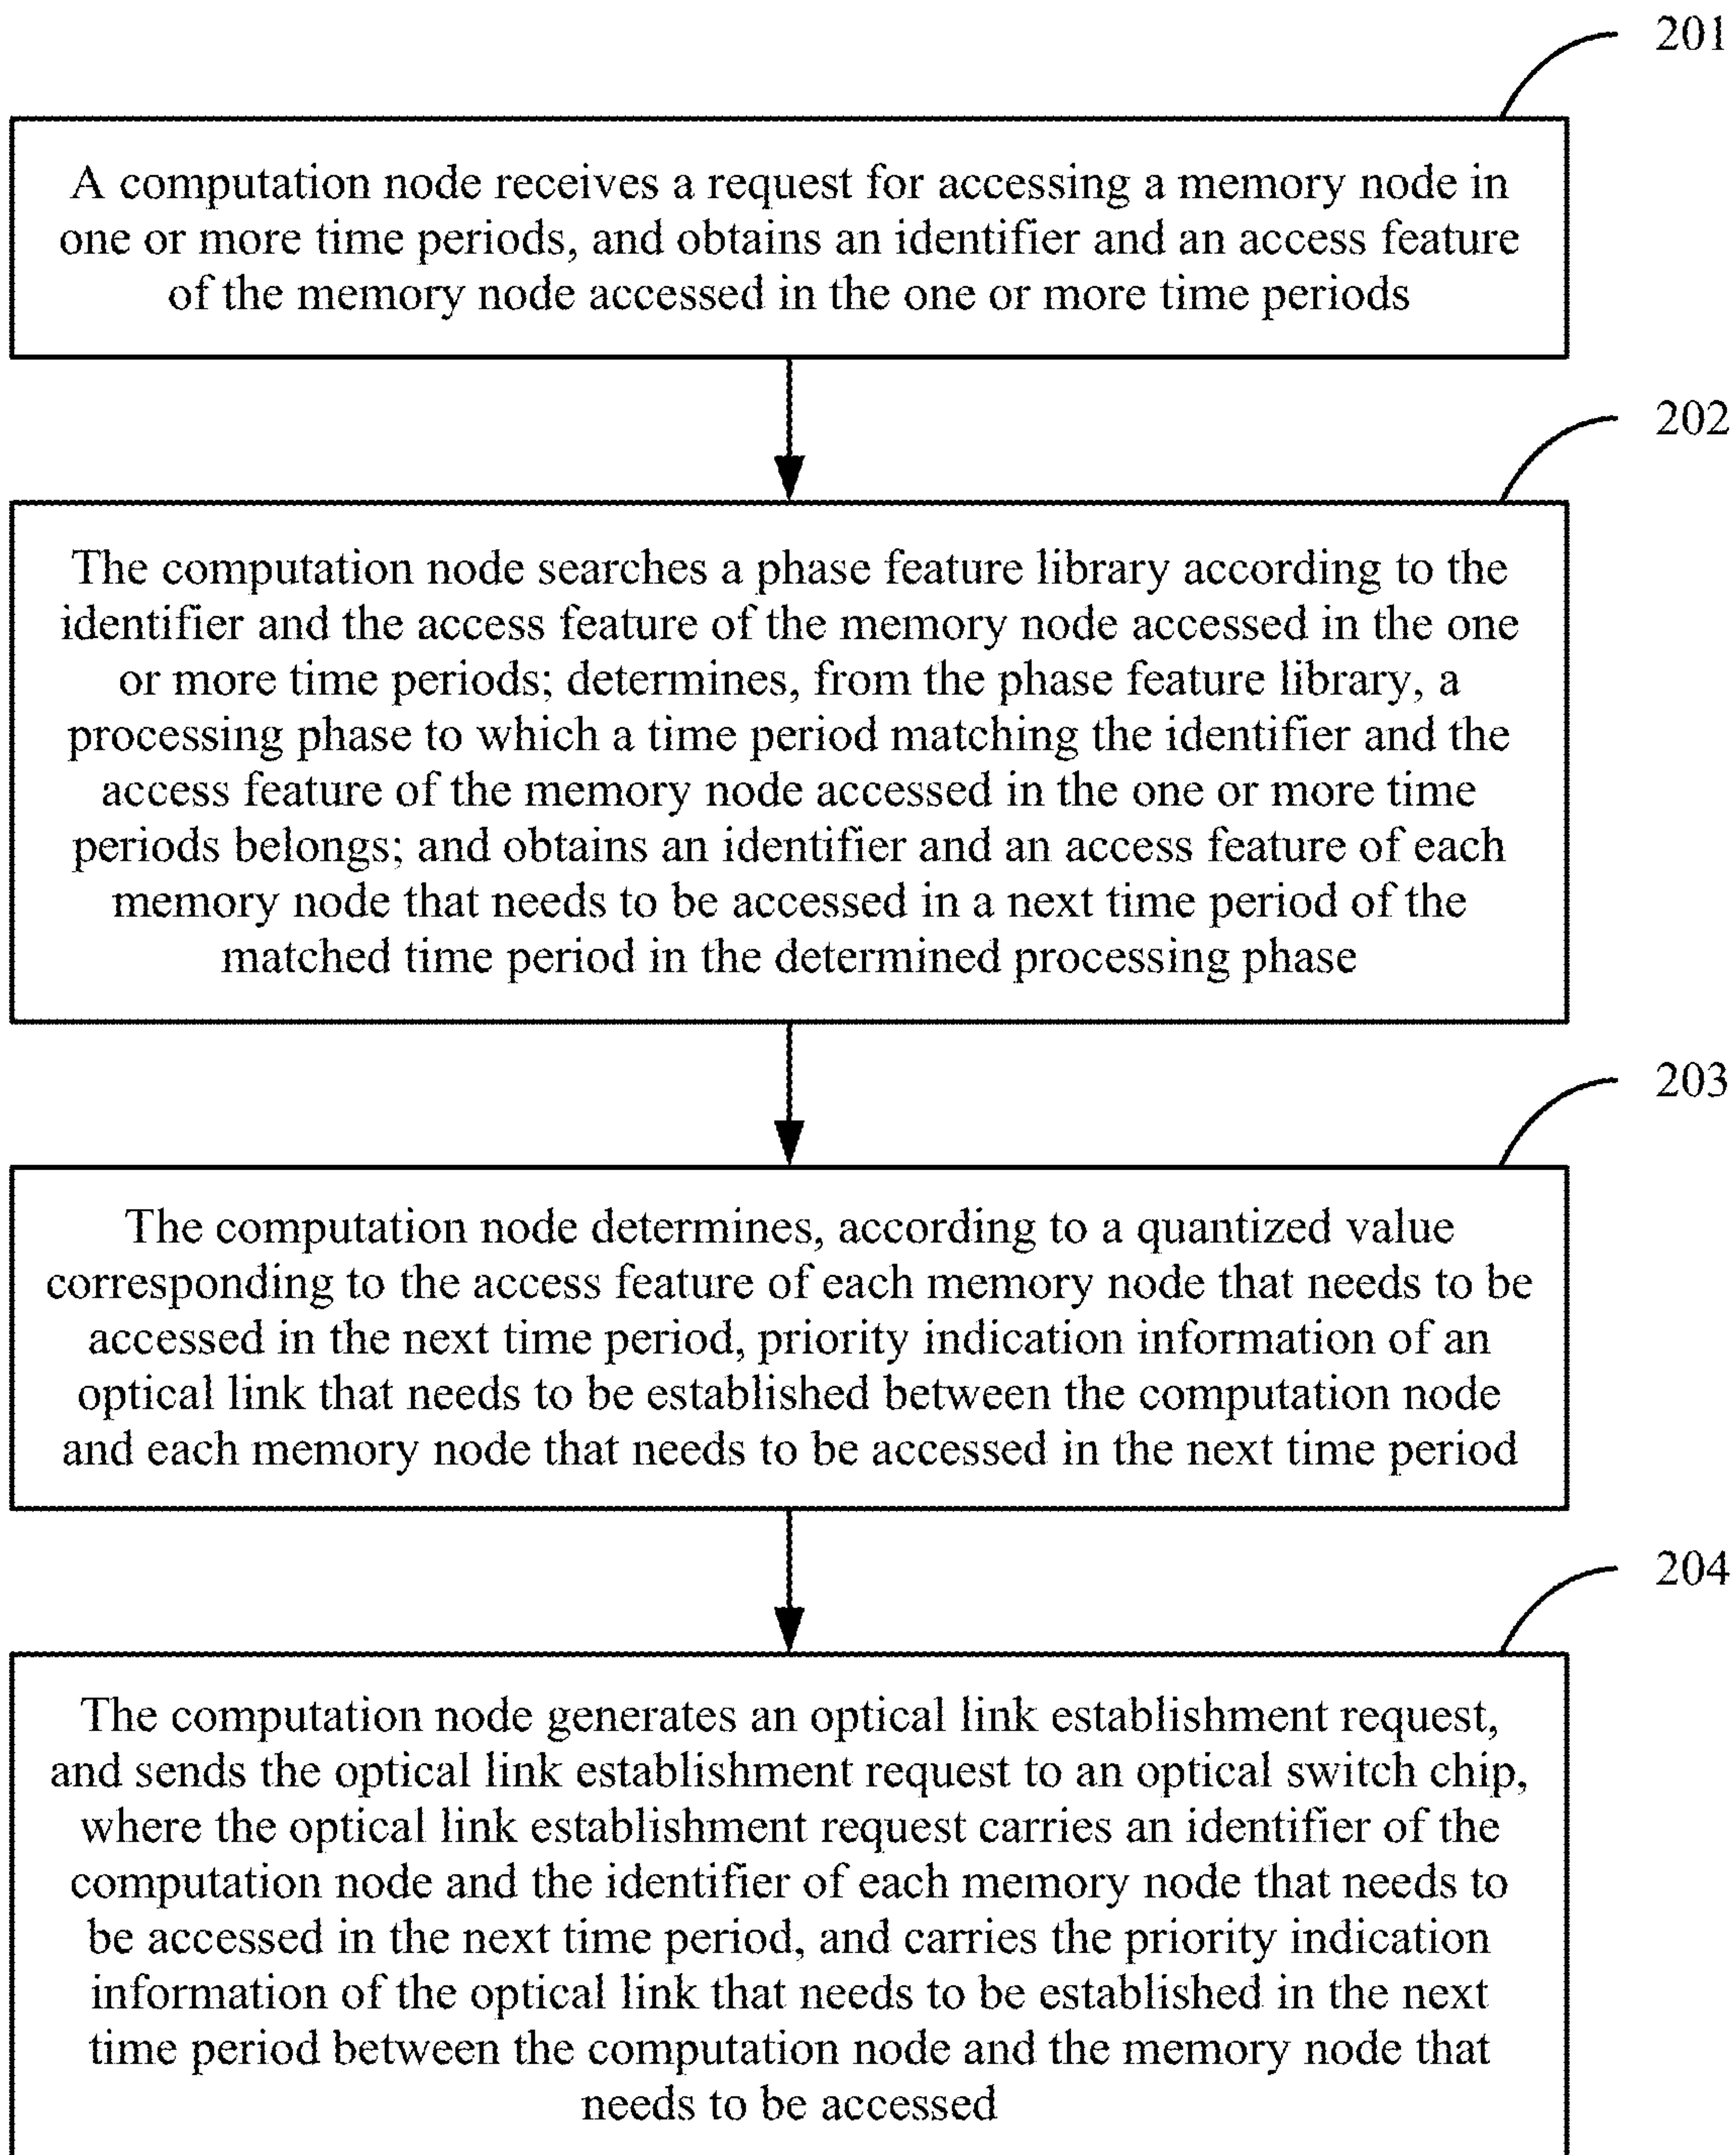 201
A computation node receives a request for accessing a memory node in
one or more time periods, and obtains an identifier and an access feature
of the memory node accessed in the one or more time periods
202
The computation node searches a phase feature library according to the
identifier and the access feature of the memory node accessed in the one
or more time periods; determines, from the phase feature library, a
processing phase to which a time period matching the identifier and the
access feature of the memory node accessed in the one or more time
periods belongs; and obtains an identifier and an access feature of each
memory node that needs to be accessed in a next time period of the
matched time period in the determined processing phase
203
The computation node determines, according to a quantized value
corresponding to the access feature of each memory node that needs to be
accessed in the next time period, priority indication information of an
optical link that needs to be established between the computation node
and each memory node that needs to be accessed in the next time period
204
The computation node generates an optical link establishment request,
and sends the optical link establishment request to an optical switch chip,
where the optical link establishment request carries an identifier of the
computation node and the identifier of each memory node that needs to
be accessed in the next time period, and carries the priority indication
information of the optical link that needs to be established in the next
time period between the computation node and the memory node that
needs to be accessed